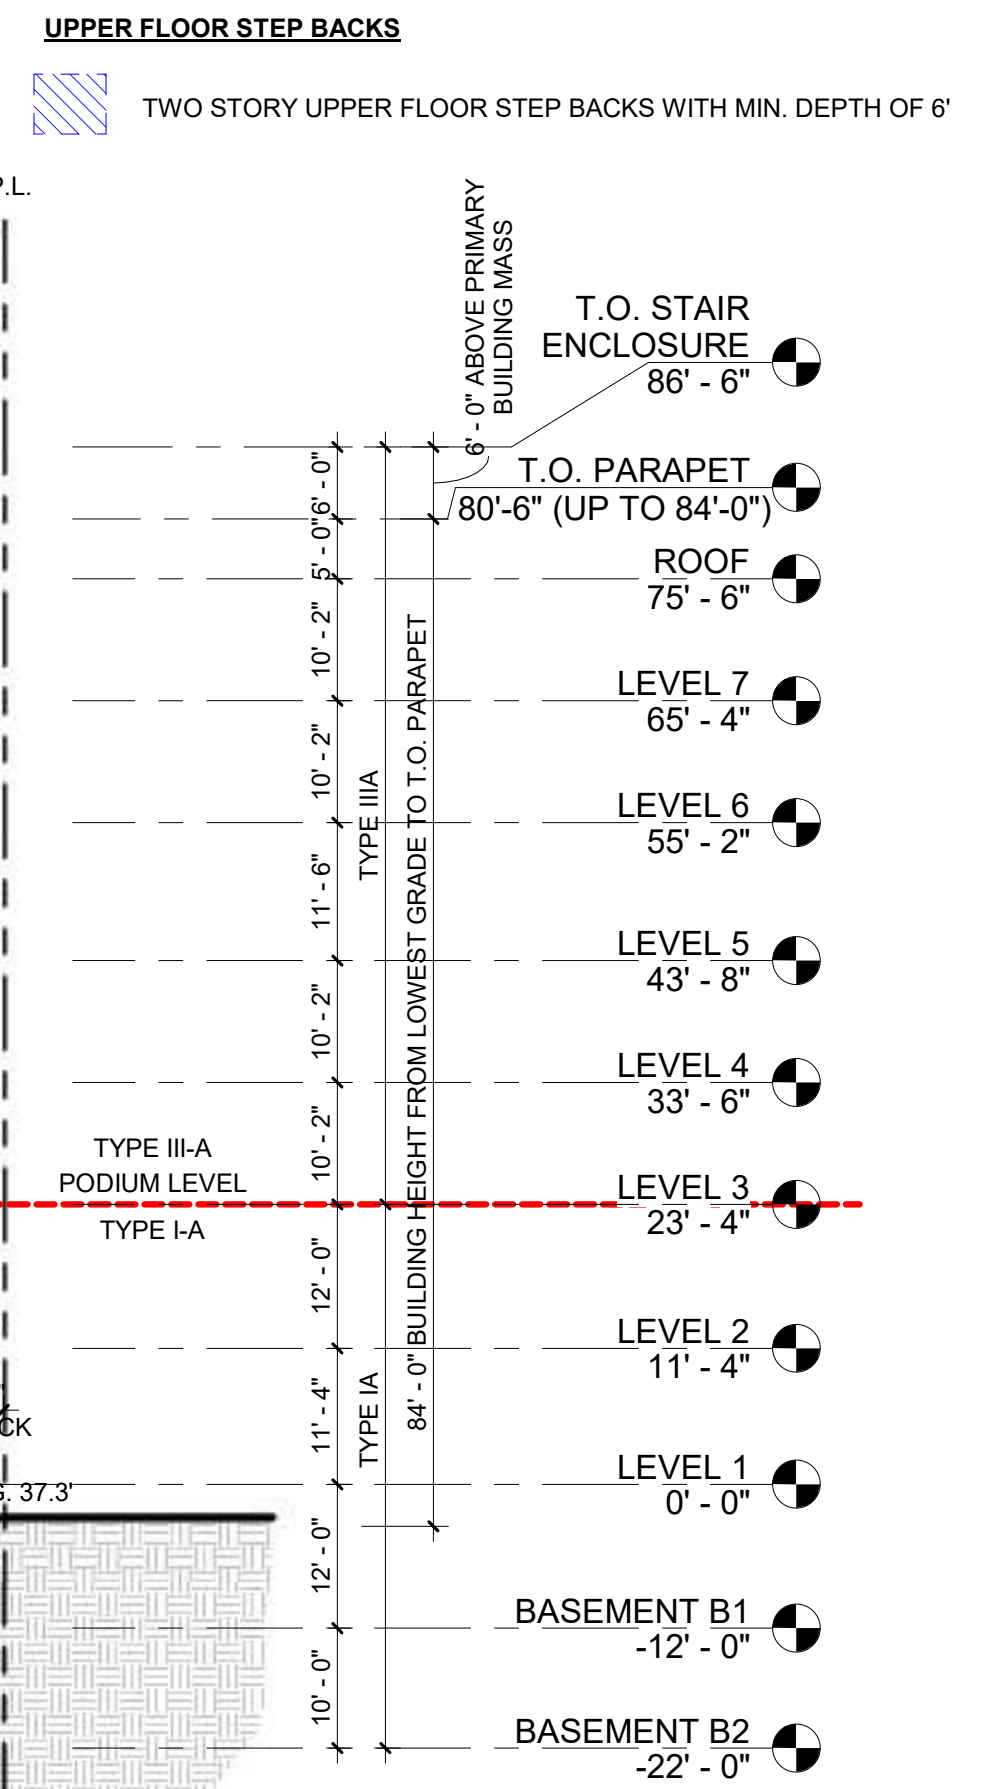 UPPER FLOOR STEP BACKS
TWO STORY UPPER FLOOR STEP BACKS WITH MIN. DEPTH OF 6'
P.L.
6' - 0" ABOVE PRIMARY
BUILDING MASS
T.O. STAIR
ENCLOSURE
86' - 6"
T.O. PARAPET
80'-6" (UP TO 84'-0")
ROOF
75' - 6"
LEVEL 7
65' - 4"
LEVEL 6
55' - 2"
LEVEL 5
43' - 8"
LEVEL 4
33' - 6"
LEVEL 3
23' - 4"
LEVEL 2
11' - 4"
LEVEL 1
0' - 0"
BASEMENT B1
-12' - 0"
BASEMENT B2
-22' - 0"
6' - 0"
5' - 0"
10' - 2"
10' - 2"
11' - 6"
10' - 2"
10' - 2"
12' - 0"
11' - 4"
12' - 0"
10' - 0"
TYPE IIIA
TYPE IA
84' - 0" BUILDING HEIGHT FROM LOWEST GRADE TO T.O. PARAPET
TYPE III-A
PODIUM LEVEL
TYPE I-A
CK
G. 37.3'